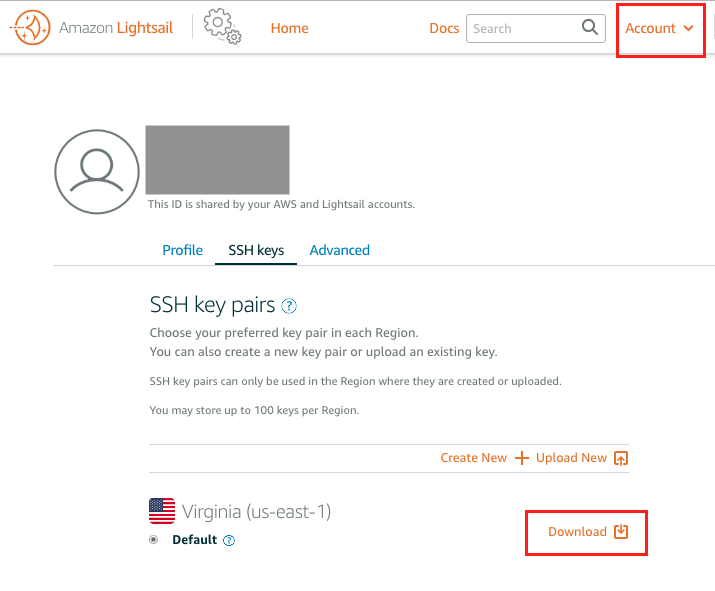 Amazon Lightsail Home Docs Search Account
This ID is shared by your AWS and Lightsail accounts.
Profile SSH keys Advanced
SSH key pairs ?
Choose your preferred key pair in each Region.
You can also create a new key pair or upload an existing key.
SSH key pairs can only be used in the Region where they are created or uploaded.
You may store up to 100 keys per Region.
Create New + Upload New
Virginia (us-east-1)
Download
Default ?